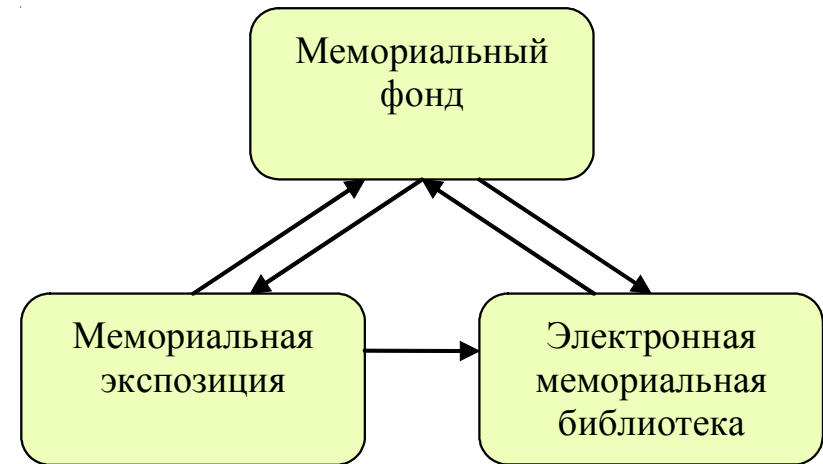 Мемориальный
фонд
Мемориальная
экспозиция
Электронная
мемориальная
библиотека